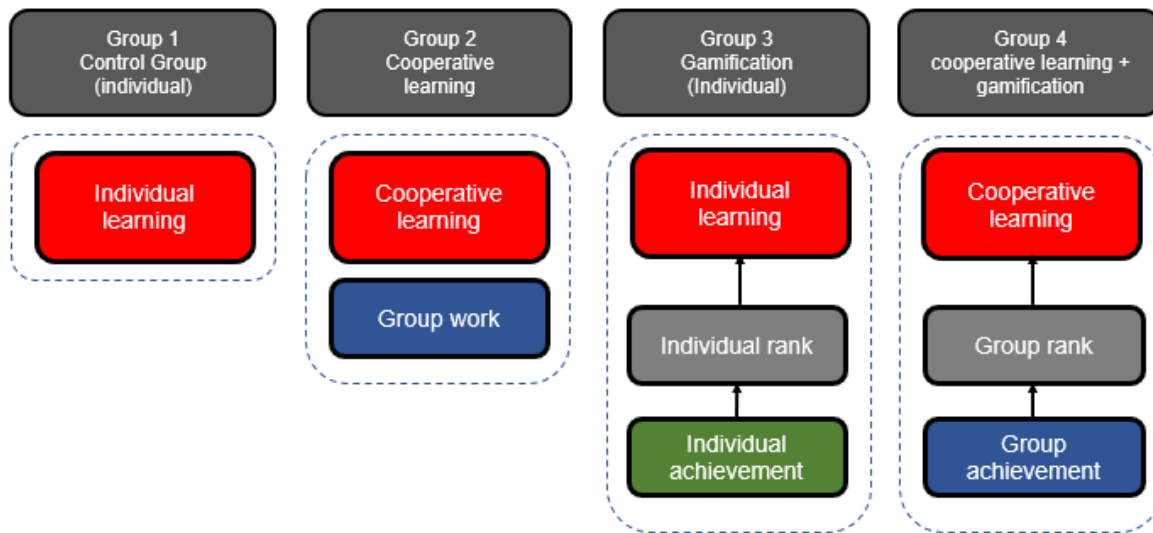 Group 1
Control Group
(individual)
Group 2
Cooperative
learning
Group 3
Gamification
(Individual)
Group 4
cooperative learning +
gamification
Individual
learning
Cooperative
learning
Group work
Individual
learning
Individual rank
Individual
achievement
Cooperative
learning
Group rank
Group
achievement